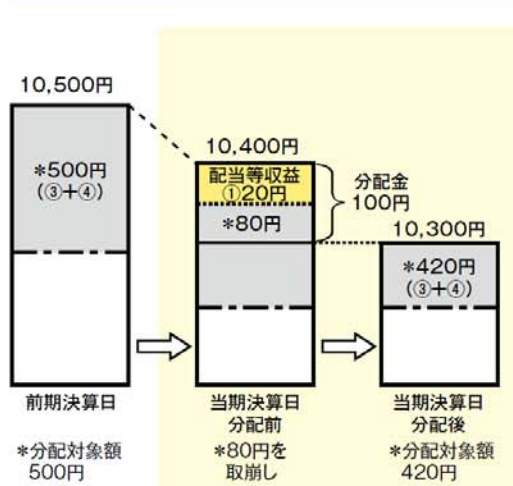 10,500円
*500円
(③+④)
前期決算日
*分配対象額
500円
10,400円
配当等収益
①20円
*80円
分配金
100円
当期決算日
分配前
*80円を
取崩し
10,300円
*420円
(③+④)
当期決算日
分配後
*分配対象額
420円